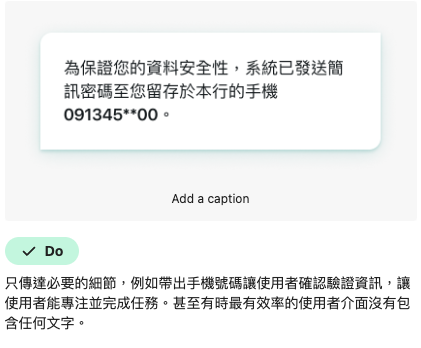 為保證您的資料安全性，系統已發送簡
訊密碼至您留存於本行的手機
091345**00。
Add a caption
Do
只傳達必要的細節，例如帶出手機號碼讓使用者確認驗證資訊，讓
使用者能專注並完成任務。甚至有時最有效率的使用者介面沒有包
含任何文字。